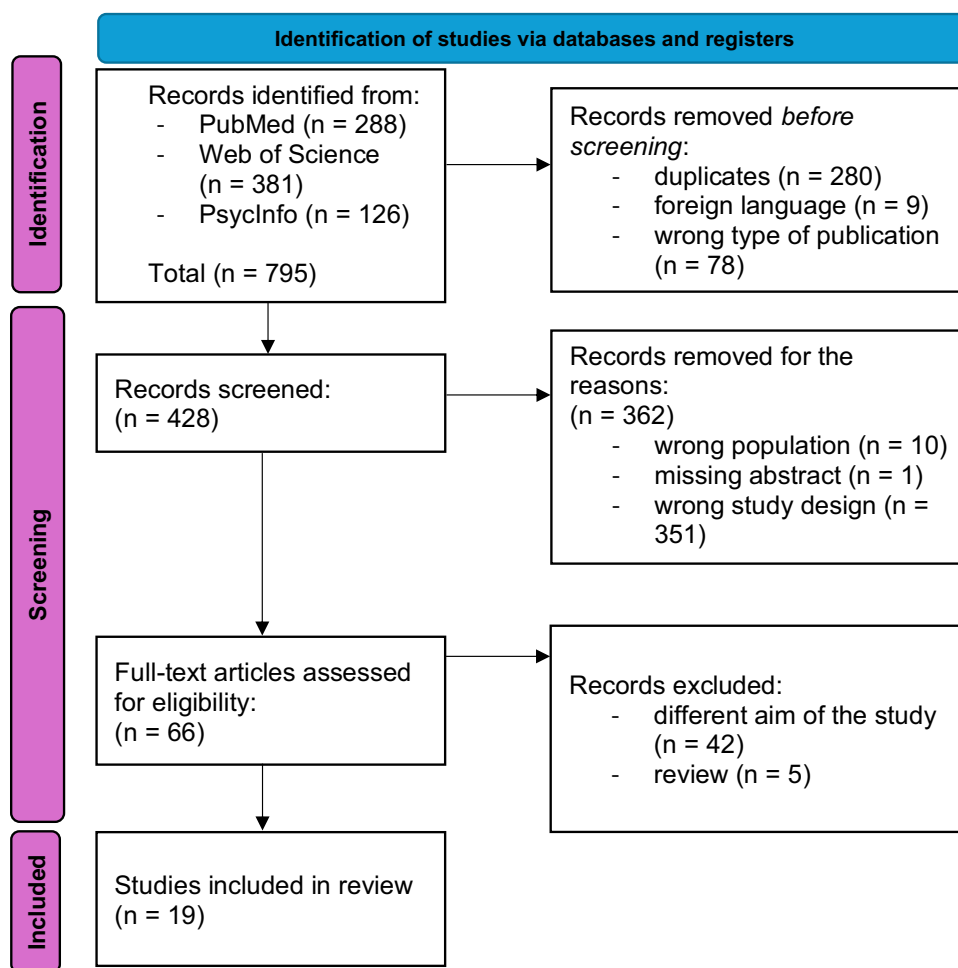 Identification of studies via databases and registers
Identification
Records identified from:
- PubMed (n = 288)
- Web of Science
(n = 381)
- PsycInfo (n = 126)
Total (n = 795)
Records removed before
screening:
- duplicates (n = 280)
- foreign language (n = 9)
- wrong type of publication
(n = 78)
Screening
Records screened:
(n = 428)
Records removed for the
reasons:
(n = 362)
- wrong population (n = 10)
- missing abstract (n = 1)
- wrong study design (n =
351)
Full-text articles assessed
for eligibility:
(n = 66)
Records excluded:
- different aim of the study
(n = 42)
- review (n = 5)
Included
Studies included in review
(n = 19)